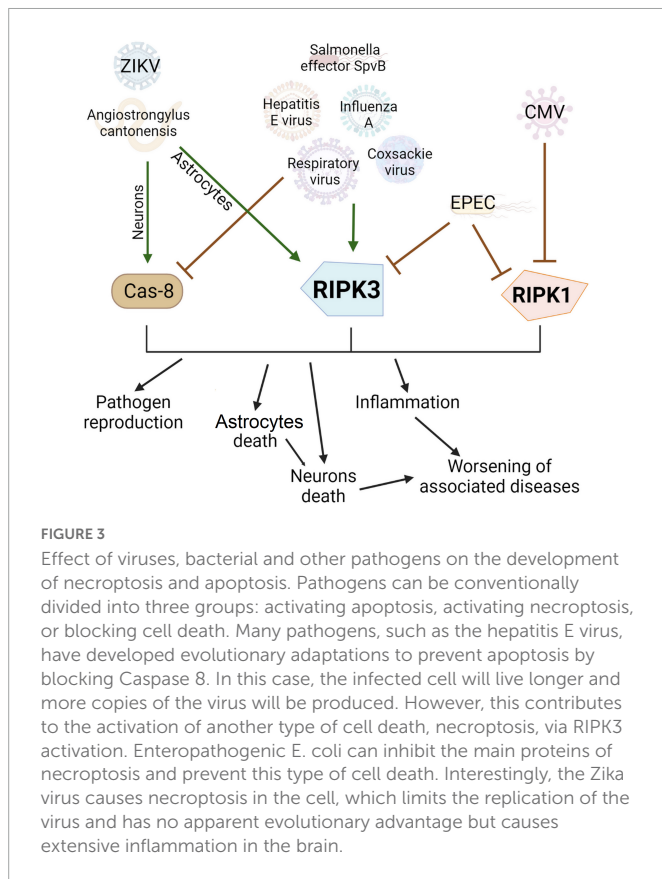 ZIKV
Salmonella
effector SpvB
Angiostrongylus
cantonensis
Hepatitis
E virus
Influenza
A
CMV
Respiratory
virus
Coxsackie
virus
Neurons
Astrocytes
EPEC
Cas-8
RIPK3
RIPK1
Pathogen
reproduction
Astrocytes
death
Inflammation
Neurons
death
Worsening of
associated diseases
FIGURE 3
Effect of viruses, bacterial and other pathogens on the development
of necroptosis and apoptosis. Pathogens can be conventionally
divided into three groups: activating apoptosis, activating necroptosis,
or blocking cell death. Many pathogens, such as the hepatitis E virus,
have developed evolutionary adaptations to prevent apoptosis by
blocking Caspase 8. In this case, the infected cell will live longer and
more copies of the virus will be produced. However, this contributes
to the activation of another type of cell death, necroptosis, via RIPK3
activation. Enteropathogenic E. coli can inhibit the main proteins of
necroptosis and prevent this type of cell death. Interestingly, the Zika
virus causes necroptosis in the cell, which limits the replication of the
virus and has no apparent evolutionary advantage but causes
extensive inflammation in the brain.